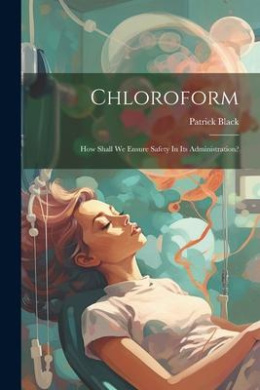 CHLOROFORM
Patrick Black
How Shall We Ensure Safety In Its Administration?